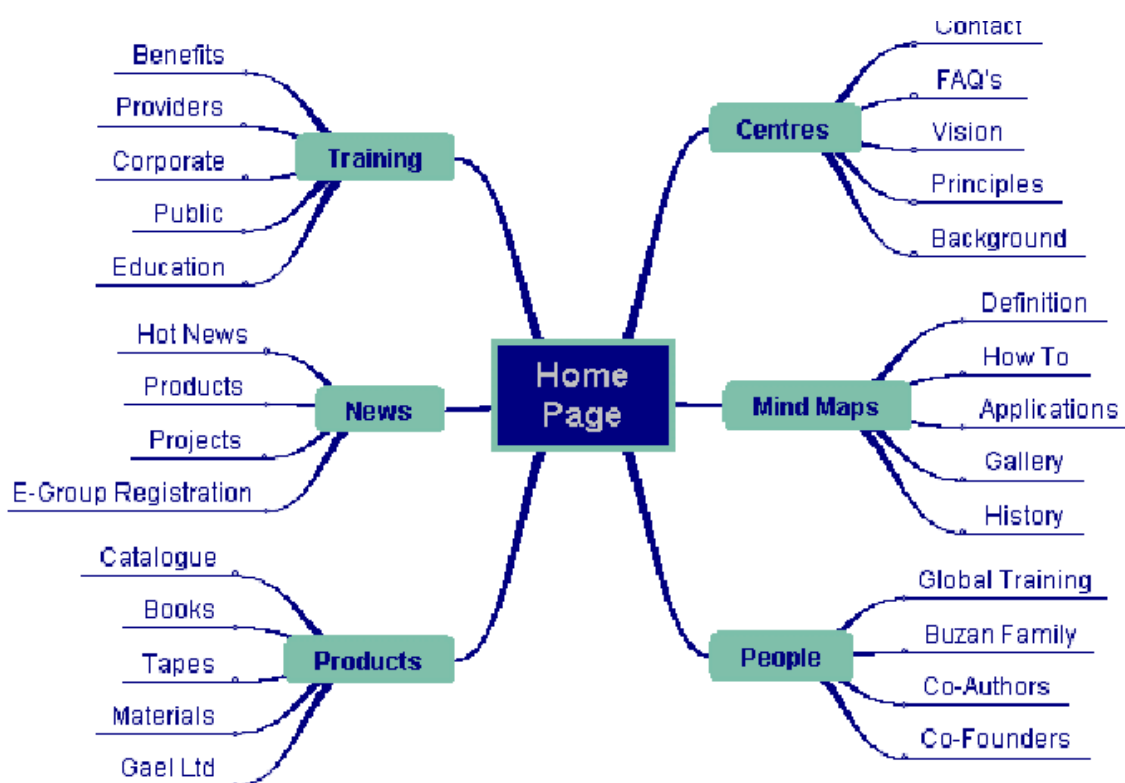 Home
Page
Training
Benefits
Providers
Corporate
Public
Education
News
Hot News
Products
Projects
E-Group Registration
Products
Catalogue
Books
Tapes
Materials
Gael Ltd
Centres
Contact
FAQ's
Vision
Principles
Background
Mind Maps
Definition
How To
Applications
Gallery
History
People
Global Training
Buzan Family
Co-Authors
Co-Founders